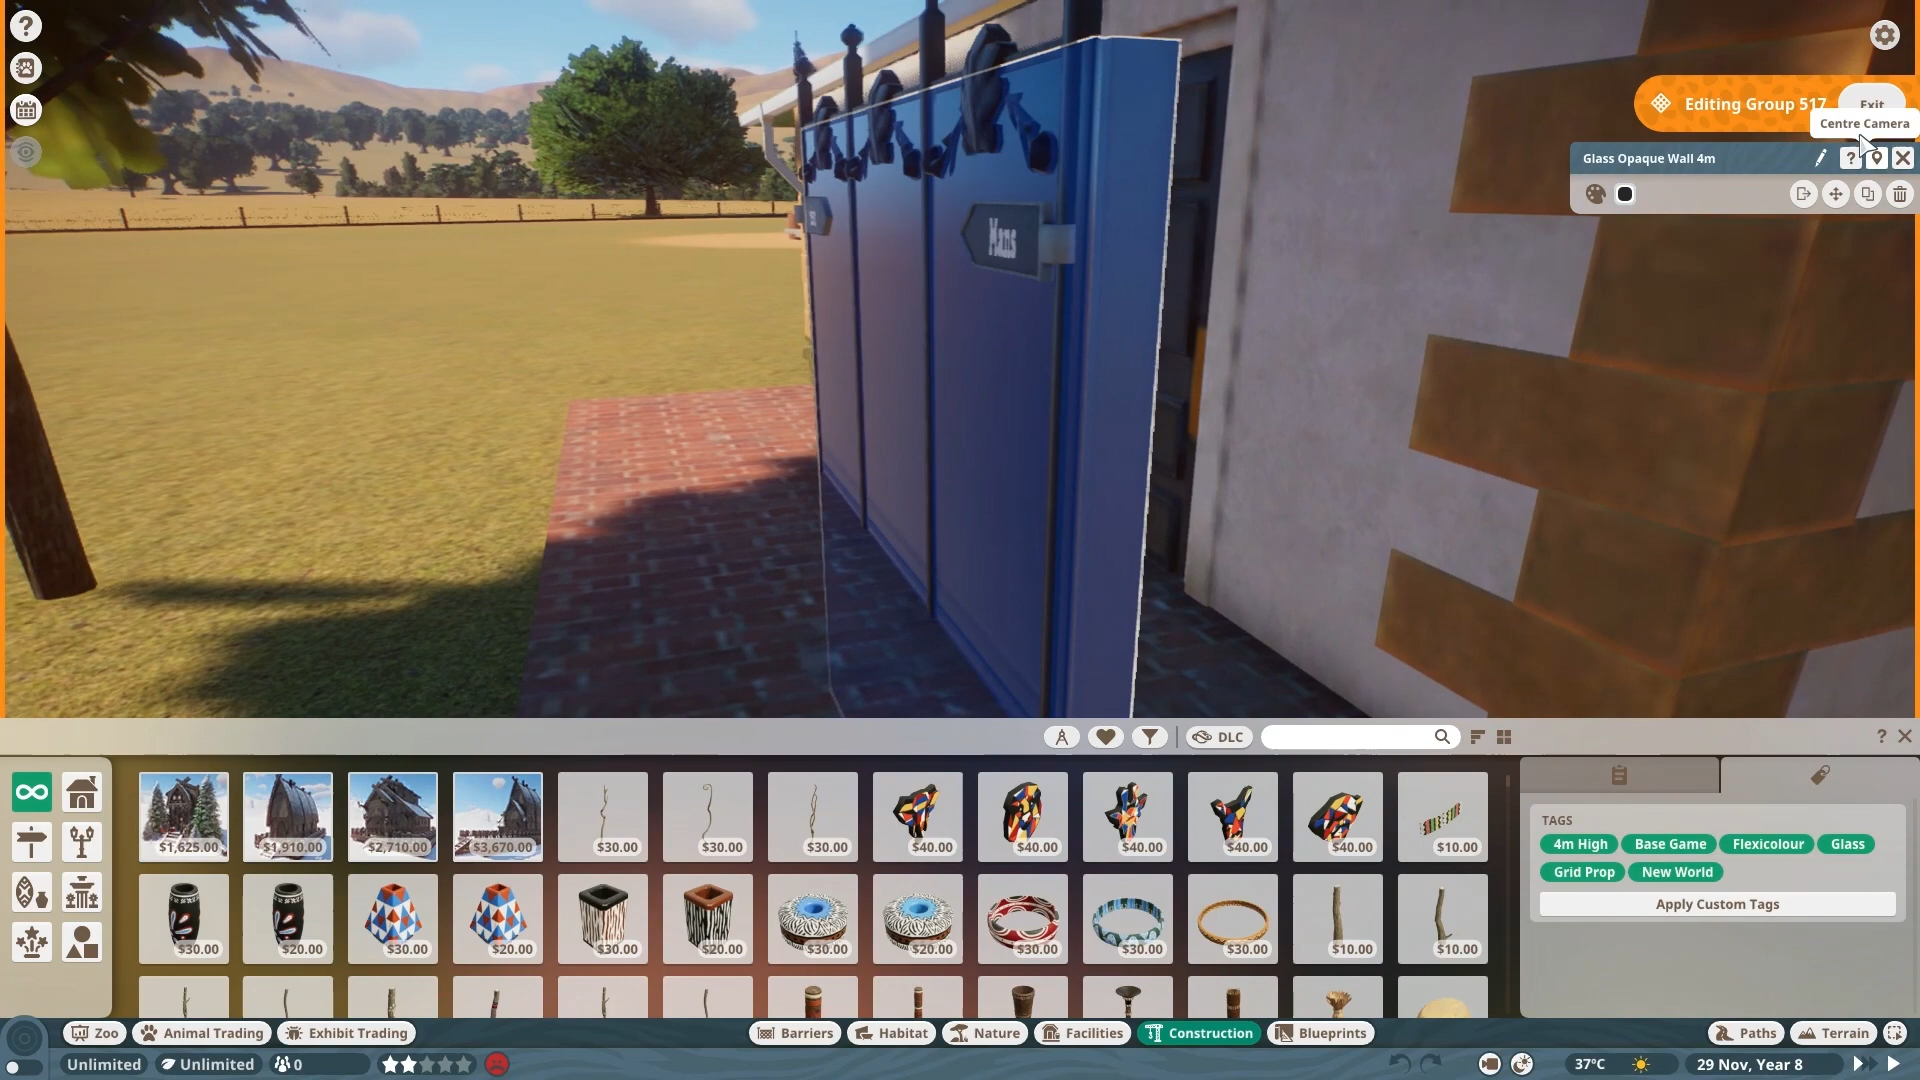 Editing Group 517
Exit
Centre Camera
Glass Opaque Wall 4m
?
Mans
DLC
?
$1,625.00 $1,910.00 $2,710.00 $3,670.00 $30.00 $30.00 $30.00 $40.00 $40.00 $40.00 $40.00 $40.00 $10.00
$30.00 $20.00 $30.00 $20.00 $30.00 $20.00 $30.00 $20.00 $30.00 $30.00 $30.00 $10.00 $10.00
TAGS
4m High Base Game Flexicolour Glass
Grid Prop New World
Apply Custom Tags
Zoo Animal Trading Exhibit Trading Barriers Habitat Nature Facilities Construction Blueprints Paths Terrain
Unlimited Unlimited 0 37°C 29 Nov, Year 8